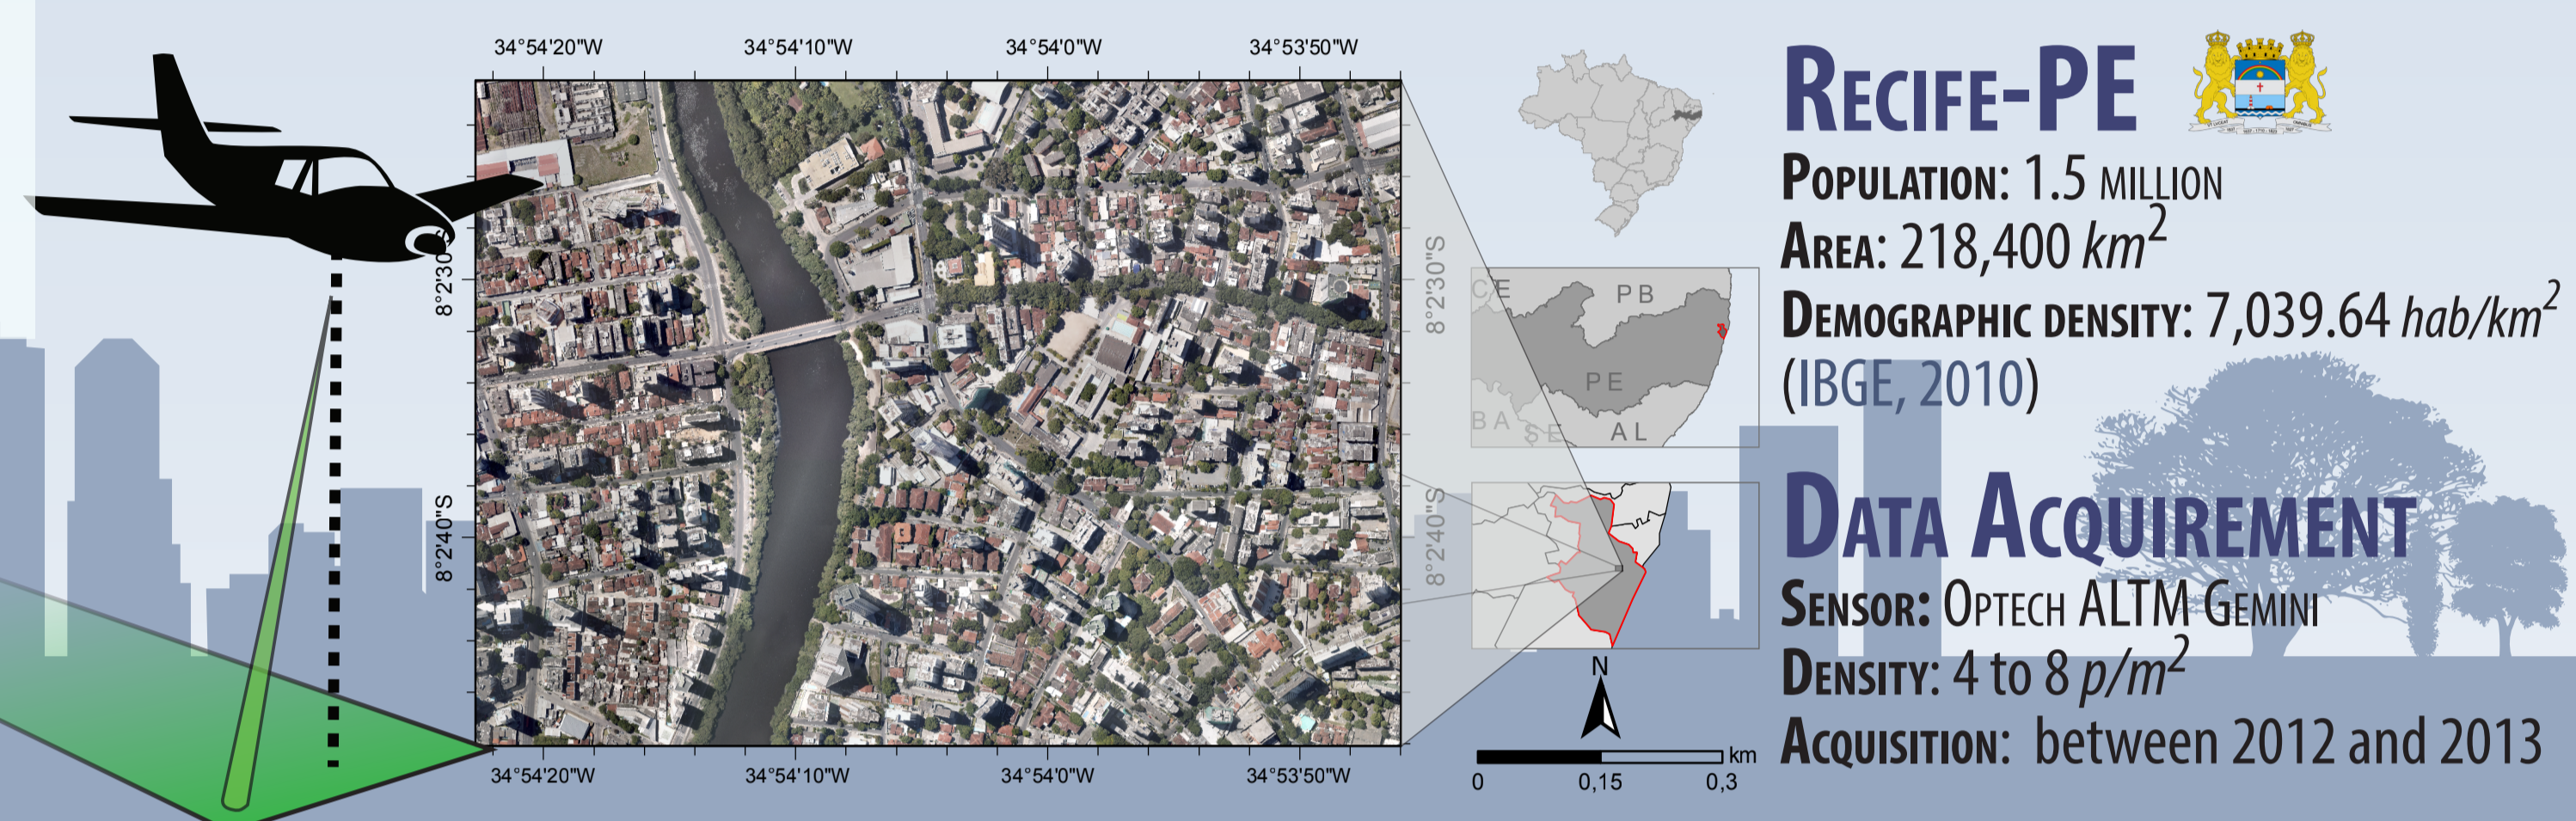 34°54'20"W 34°54'10"W 34°54'0"W 34°53'50"W
8°2'40"S
34°54'20"W 34°54'10"W 34°54'0"W 34°53'50"W
8°2'30"S
8°2'40"S
CE PB
PE
BA SE AL
N
km
0 0,15 0,3
RECIFE-PE
POPULATION: 1.5 MILLION
AREA: 218,400 km²
DEMOGRAPHIC DENSITY: 7,039.64 hab/km²
(IBGE, 2010)
DATA ACQUIREMENT
SENSOR: OPTECH ALTM GEMINI
DENSITY: 4 to 8 p/m²
ACQUISITION: between 2012 and 2013